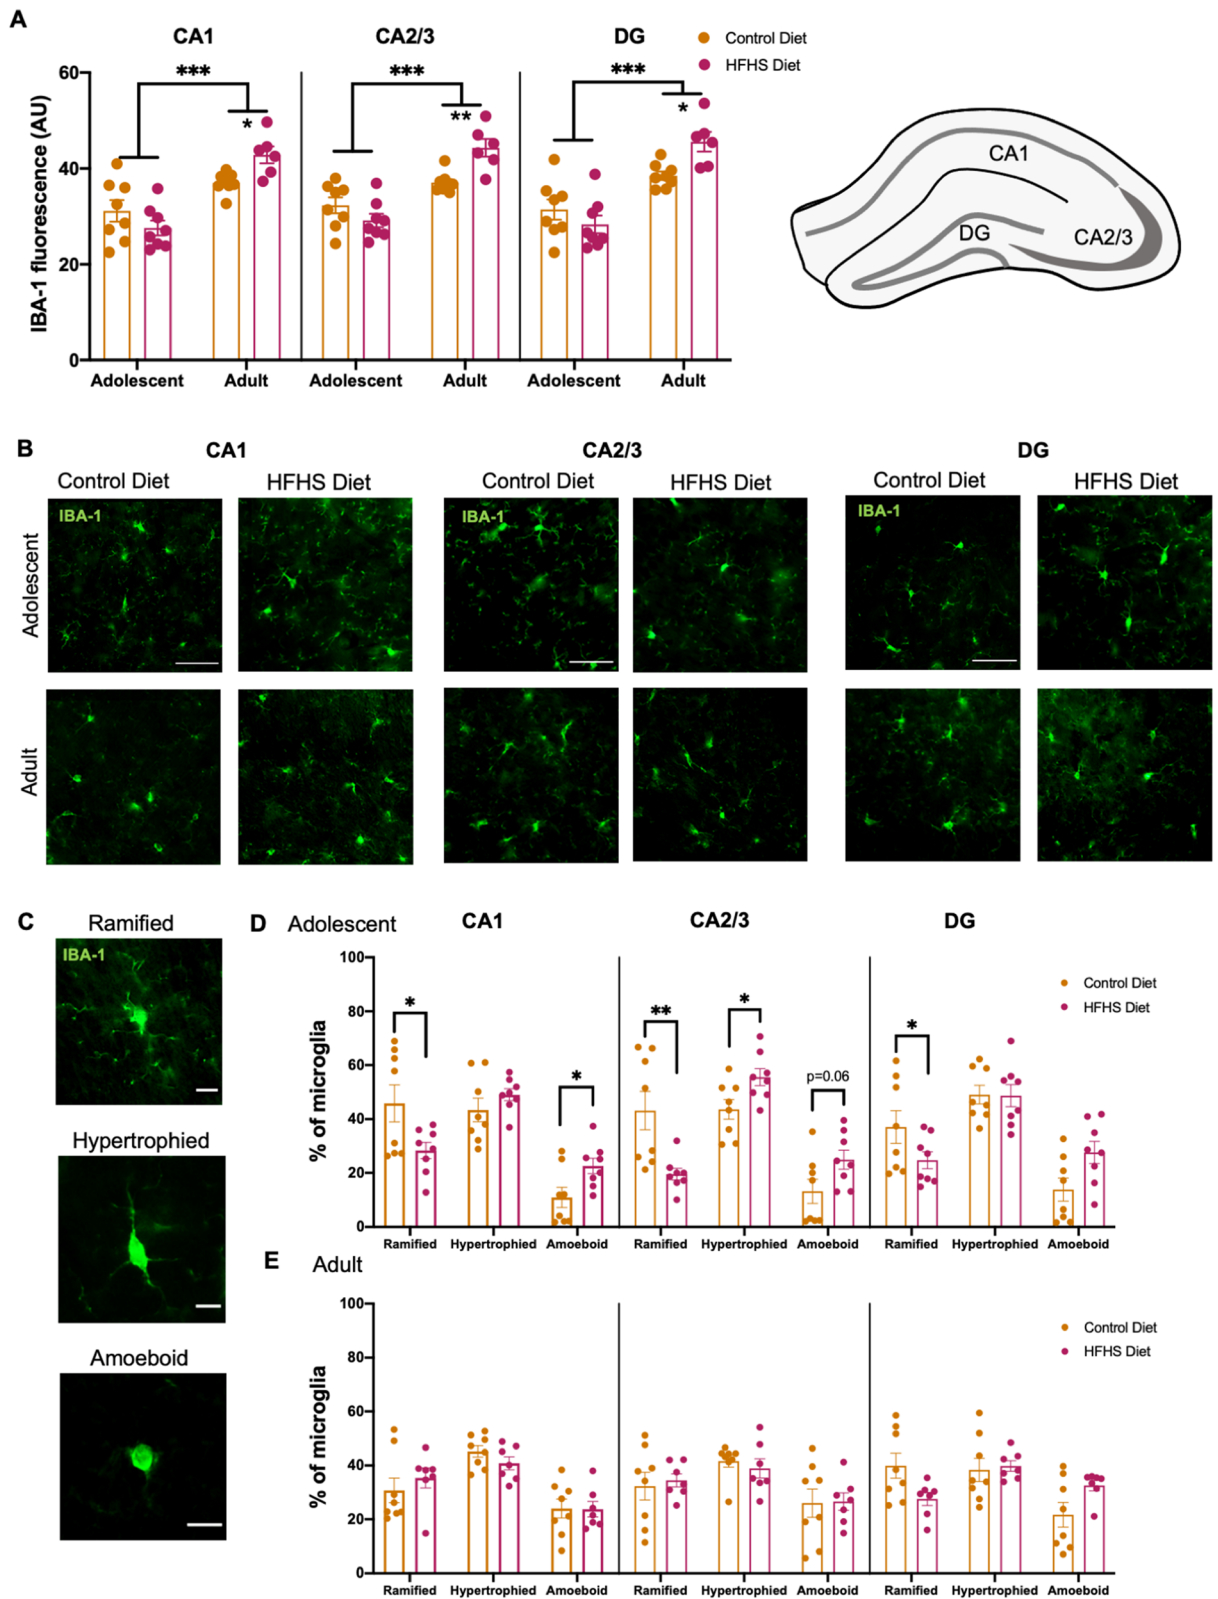 A
CA1 CA2/3 DG
Control Diet
HFHS Diet
IBA-1 fluorescence (AU)
60
40
20
0
*** *** ***
* ** *
Adolescent Adult Adolescent Adult Adolescent Adult
CA1
DG
CA2/3
B
CA1 CA2/3 DG
Control Diet HFHS Diet Control Diet HFHS Diet Control Diet HFHS Diet
Adolescent
IBA-1 IBA-1 IBA-1
Adult
C
Ramified
IBA-1
Hypertrophied
Amoeboid
D Adolescent CA1 CA2/3 DG
Control Diet
HFHS Diet
% of microglia
100
80
60
40
20
0
* * ** * p=0.06 *
Ramified Hypertrophied Amoeboid Ramified Hypertrophied Amoeboid Ramified Hypertrophied Amoeboid
E Adult
Control Diet
HFHS Diet
% of microglia
100
80
60
40
20
0
Ramified Hypertrophied Amoeboid Ramified Hypertrophied Amoeboid Ramified Hypertrophied Amoeboid